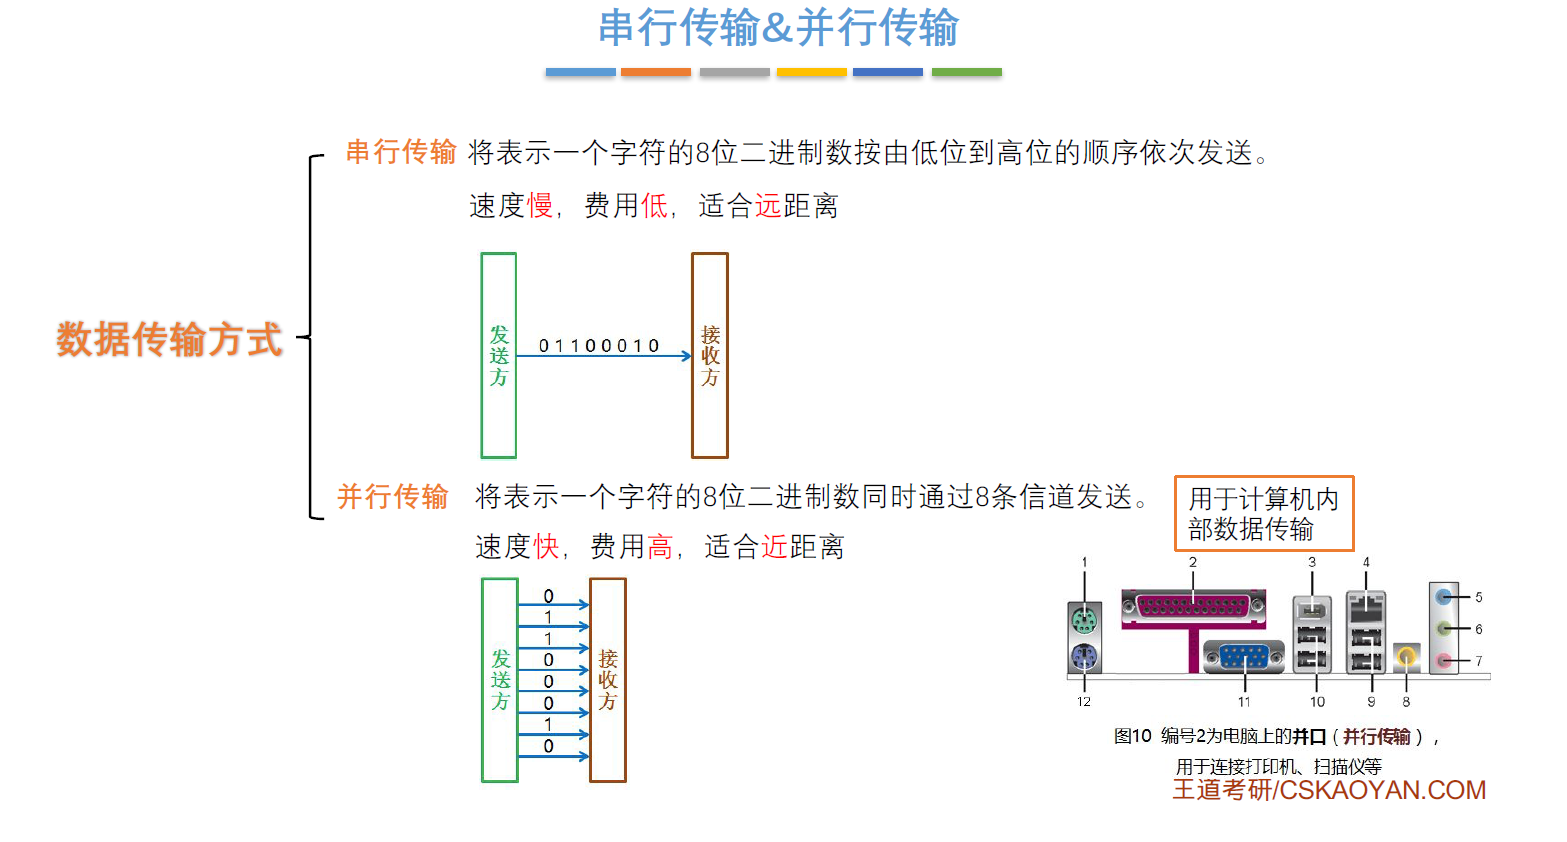 串行传输&并行传输
数据传输方式
串行传输 将表示一个字符的8位二进制数按由低位到高位的顺序依次发送。
速度慢，费用低，适合远距离
发送方
0 1 1 0 0 0 1 0
接收方
并行传输 将表示一个字符的8位二进制数同时通过8条信道发送。
速度快，费用高，适合近距离
用于计算机内
部数据传输
发送方
0
1
1
0
0
0
1
0
接收方
1
2
3
4
5
6
7
8
9
10
11
12
图10 编号2为电脑上的并口（并行传输），
用于连接打印机、扫描仪等
王道考研/CSKAOYAN.COM